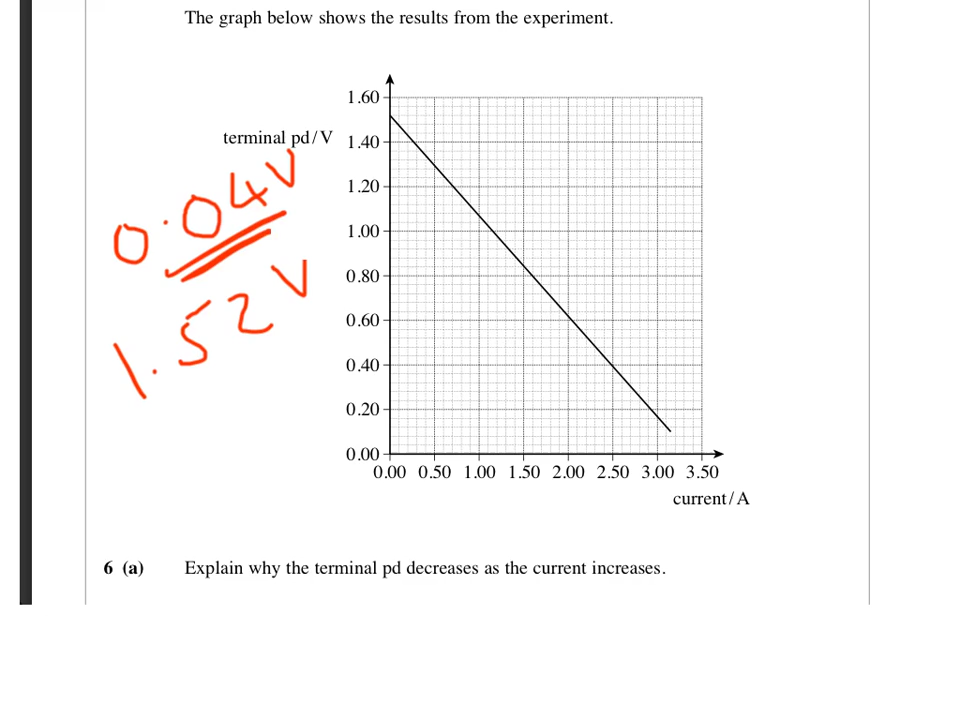 The graph below shows the results from the experiment.
1.60
terminal pd/V 1.40
1.20
1.00
0.80
0.60
0.40
0.20
0.00
0.00 0.50 1.00 1.50 2.00 2.50 3.00 3.50
current/A
0.04V
1.52V
6 (a) Explain why the terminal pd decreases as the current increases.